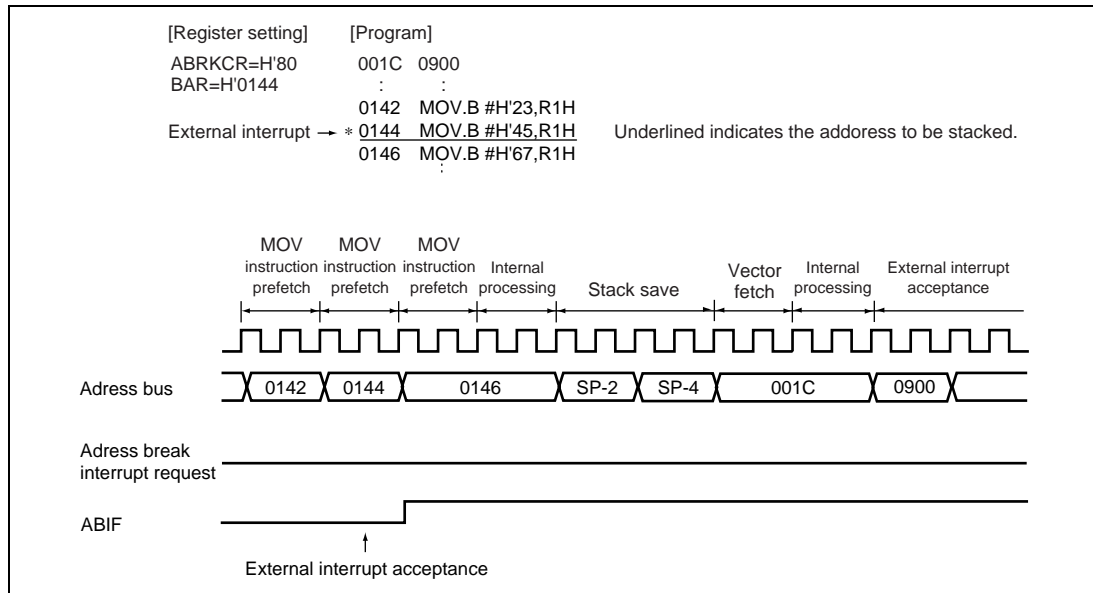 [Register setting] [Program]
ABRKCR=H'80 001C 0900
BAR=H'0144 : :
0142 MOV.B #H'23,R1H
External interrupt → * 0144 MOV.B #H'45,R1H Underlined indicates the addoress to be stacked.
0146 MOV.B #H'67,R1H
:
MOV instruction prefetch MOV instruction prefetch MOV instruction prefetch Internal processing Stack save Vector fetch Internal processing External interrupt acceptance
Adress bus 0142 0144 0146 SP-2 SP-4 001C 0900
Adress break
interrupt request
ABIF
External interrupt acceptance